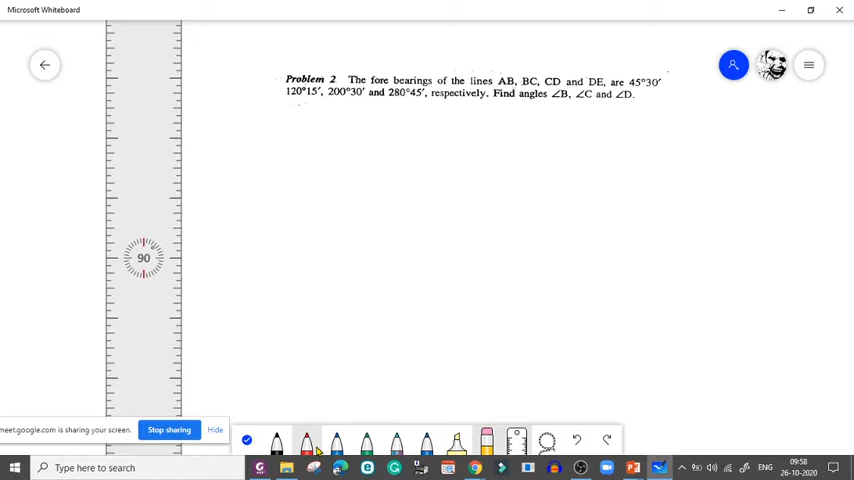 Microsoft Whiteboard
Problem 2 The fore bearings of the lines AB, BC, CD and DE, are 45°30′
120°15′, 200°30′ and 280°45′, respectively. Find angles ∠B, ∠C and ∠D.
90
meet.google.com is sharing your screen. Stop sharing Hide
Type here to search
ENG
09:58
26-10-2020